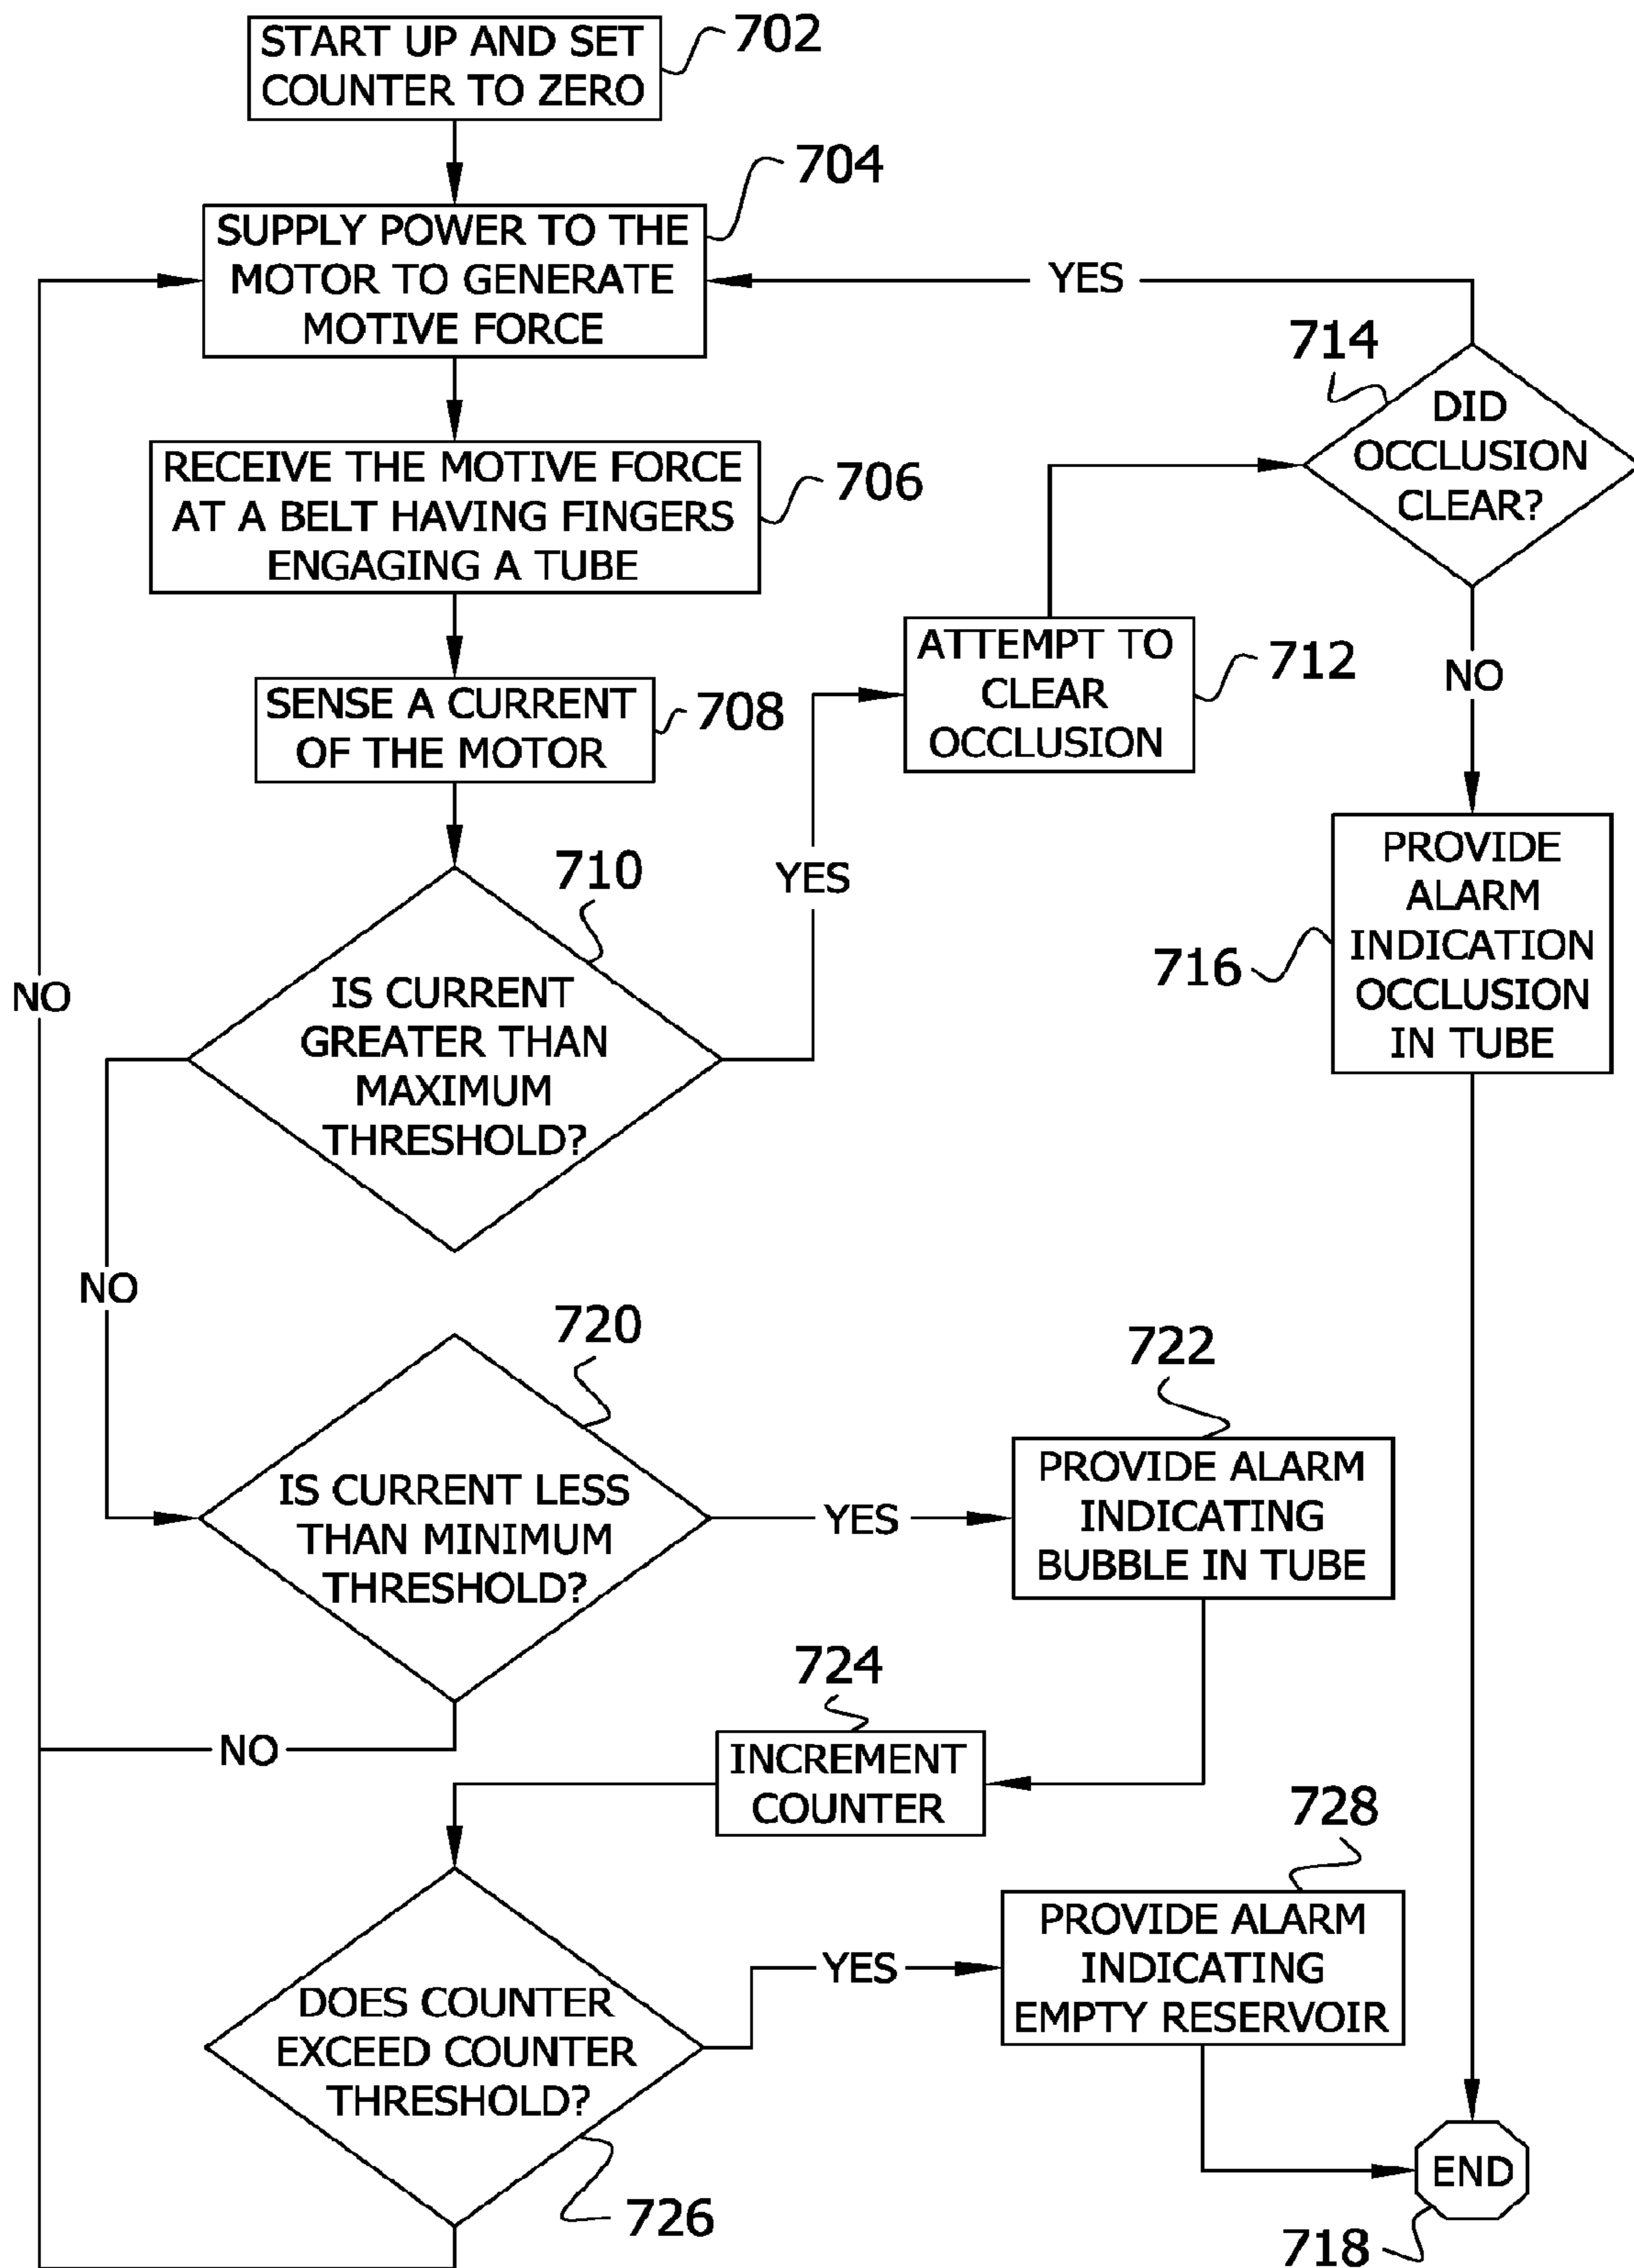 START UP AND SET
COUNTER TO ZERO
702
SUPPLY POWER TO THE
MOTOR TO GENERATE
MOTIVE FORCE
704
YES
RECEIVE THE MOTIVE FORCE
AT A BELT HAVING FINGERS
ENGAGING A TUBE
706
714
DID
OCCLUSION
CLEAR?
SENSE A CURRENT
OF THE MOTOR
708
ATTEMPT TO
CLEAR
OCCLUSION
712
NO
710
IS CURRENT
GREATER THAN
MAXIMUM
THRESHOLD?
YES
PROVIDE
ALARM
INDICATION
OCCLUSION
IN TUBE
716
NO
NO
720
IS CURRENT LESS
THAN MINIMUM
THRESHOLD?
YES
722
PROVIDE ALARM
INDICATING
BUBBLE IN TUBE
NO
724
INCREMENT
COUNTER
DOES COUNTER
EXCEED COUNTER
THRESHOLD?
726
YES
728
PROVIDE ALARM
INDICATING
EMPTY RESERVOIR
END
718